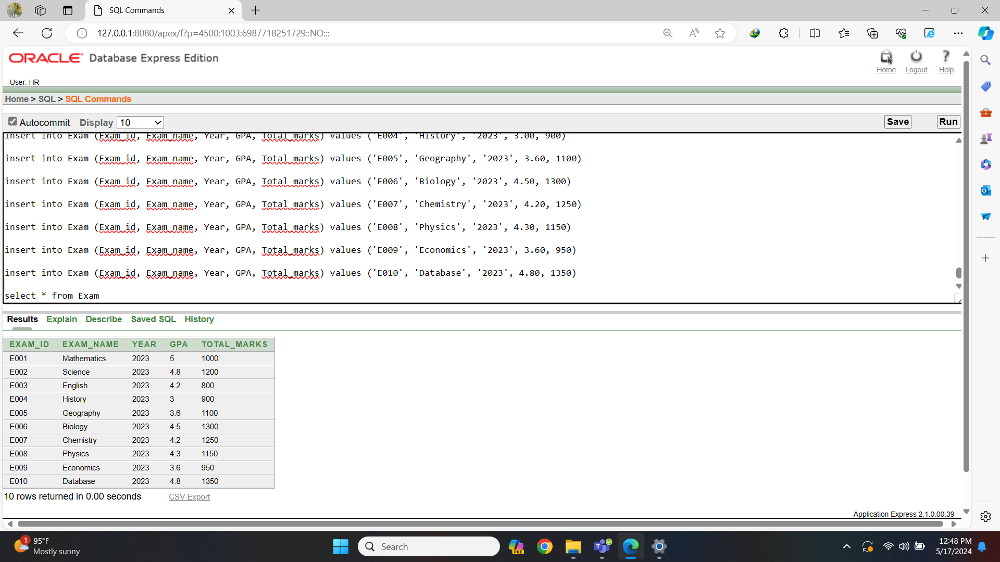 SQL Commands
127.0.0.1:8080/apex/f?p=4500:1003:6987718251729::NO:::
ORACLE Database Express Edition
Home Logout Help
User: HR
Home > SQL > SQL Commands
Autocommit Display 10 Save Run
insert into Exam (Exam_id, Exam_name, Year, GPA, Total_marks) values ('E004', 'History', '2023', 3.00, 900)
insert into Exam (Exam_id, Exam_name, Year, GPA, Total_marks) values ('E005', 'Geography', '2023', 3.60, 1100)
insert into Exam (Exam_id, Exam_name, Year, GPA, Total_marks) values ('E006', 'Biology', '2023', 4.50, 1300)
insert into Exam (Exam_id, Exam_name, Year, GPA, Total_marks) values ('E007', 'Chemistry', '2023', 4.20, 1250)
insert into Exam (Exam_id, Exam_name, Year, GPA, Total_marks) values ('E008', 'Physics', '2023', 4.30, 1150)
insert into Exam (Exam_id, Exam_name, Year, GPA, Total_marks) values ('E009', 'Economics', '2023', 3.60, 950)
insert into Exam (Exam_id, Exam_name, Year, GPA, Total_marks) values ('E010', 'Database', '2023', 4.80, 1350)
select * from Exam
Results Explain Describe Saved SQL History
EXAM_ID EXAM_NAME YEAR GPA TOTAL_MARKS
E001 Mathematics 2023 5 1000
E002 Science 2023 4.8 1200
E003 English 2023 4.2 800
E004 History 2023 3 900
E005 Geography 2023 3.6 1100
E006 Biology 2023 4.5 1300
E007 Chemistry 2023 4.2 1250
E008 Physics 2023 4.3 1150
E009 Economics 2023 3.6 950
E010 Database 2023 4.8 1350
10 rows returned in 0.00 seconds CSV Export
Application Express 2.1.0.00.39
1
95°F
Mostly sunny
Search
PRE
12:48 PM
5/17/2024